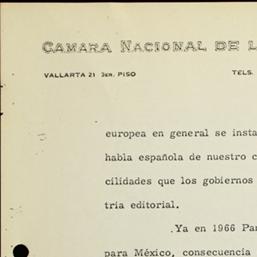 CAMARA NACIONAL DE L
VALLARTA 21 3ER. PISO TELS.
europea en general se insta
habla española de nuestro c
cilidades que los gobiernos
tria editorial.
.Ya en 1966 Par
para México, consecuencia